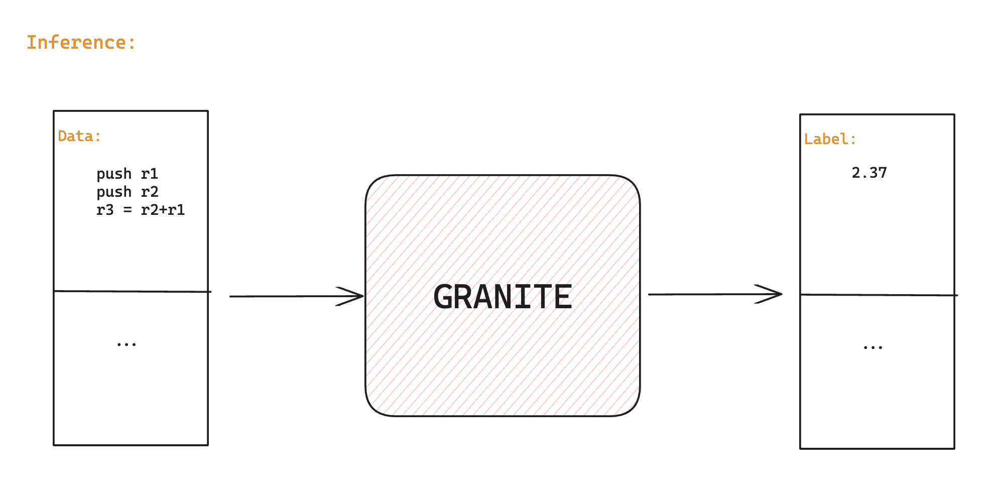 Inference:
Data:
push r1
push r2
r3 = r2+r1
...
GRANITE
Label:
2.37
...